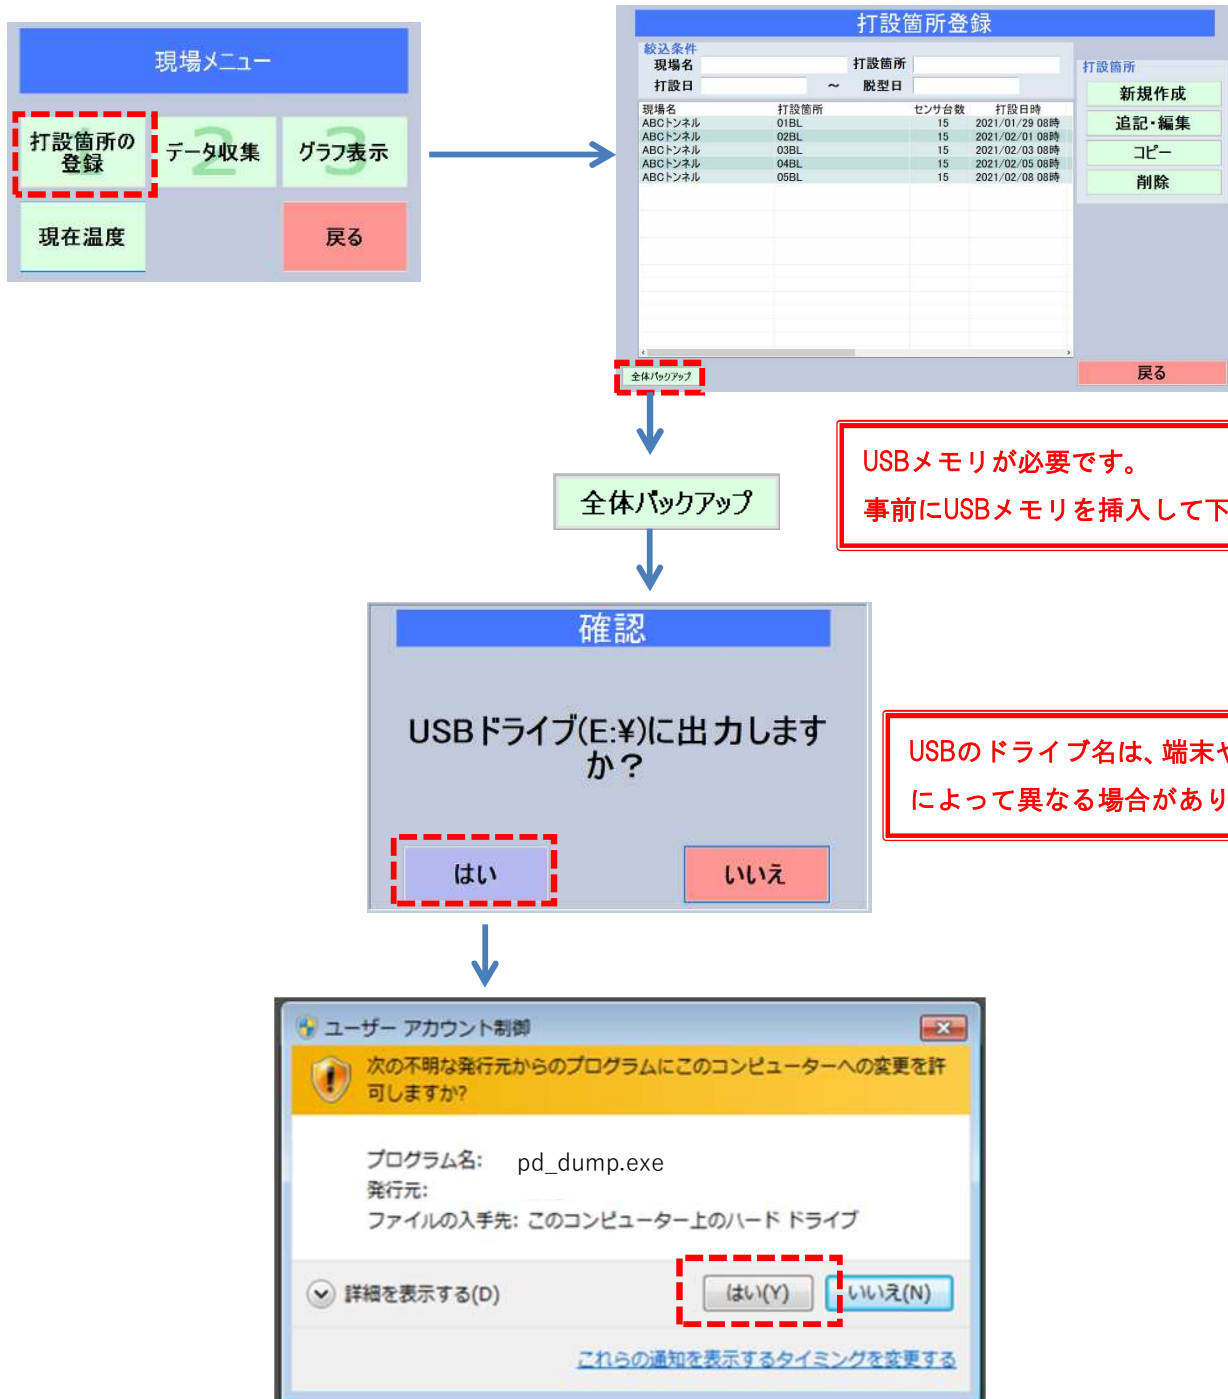 現場メニュー
打設箇所の
登録
データ収集
グラフ表示
現在温度
戻る
打設箇所登録
絞込条件
現場名
打設箇所
打設日
～
脱型日
現場名 打設箇所 センサ台数 打設日時
ABCトンネル 01BL 15 2021/01/29 08時
ABCトンネル 02BL 15 2021/02/01 08時
ABCトンネル 03BL 15 2021/02/03 08時
ABCトンネル 04BL 15 2021/02/05 08時
ABCトンネル 05BL 15 2021/02/08 08時
打設箇所
新規作成
追記・編集
コピー
削除
全体バックアップ
戻る
全体バックアップ
USBメモリが必要です。
事前にUSBメモリを挿入して下
確認
USBドライブ(E:¥)に出力します
か？
はい
いいえ
USBのドライブ名は、端末や
によって異なる場合があり
ユーザー アカウント制御
次の不明な発行元からのプログラムにこのコンピューターへの変更を許
可しますか?
プログラム名: pd_dump.exe
発行元:
ファイルの入手先: このコンピューター上のハード ドライブ
詳細を表示する(D)
はい(Y)
いいえ(N)
これらの通知を表示するタイミングを変更する